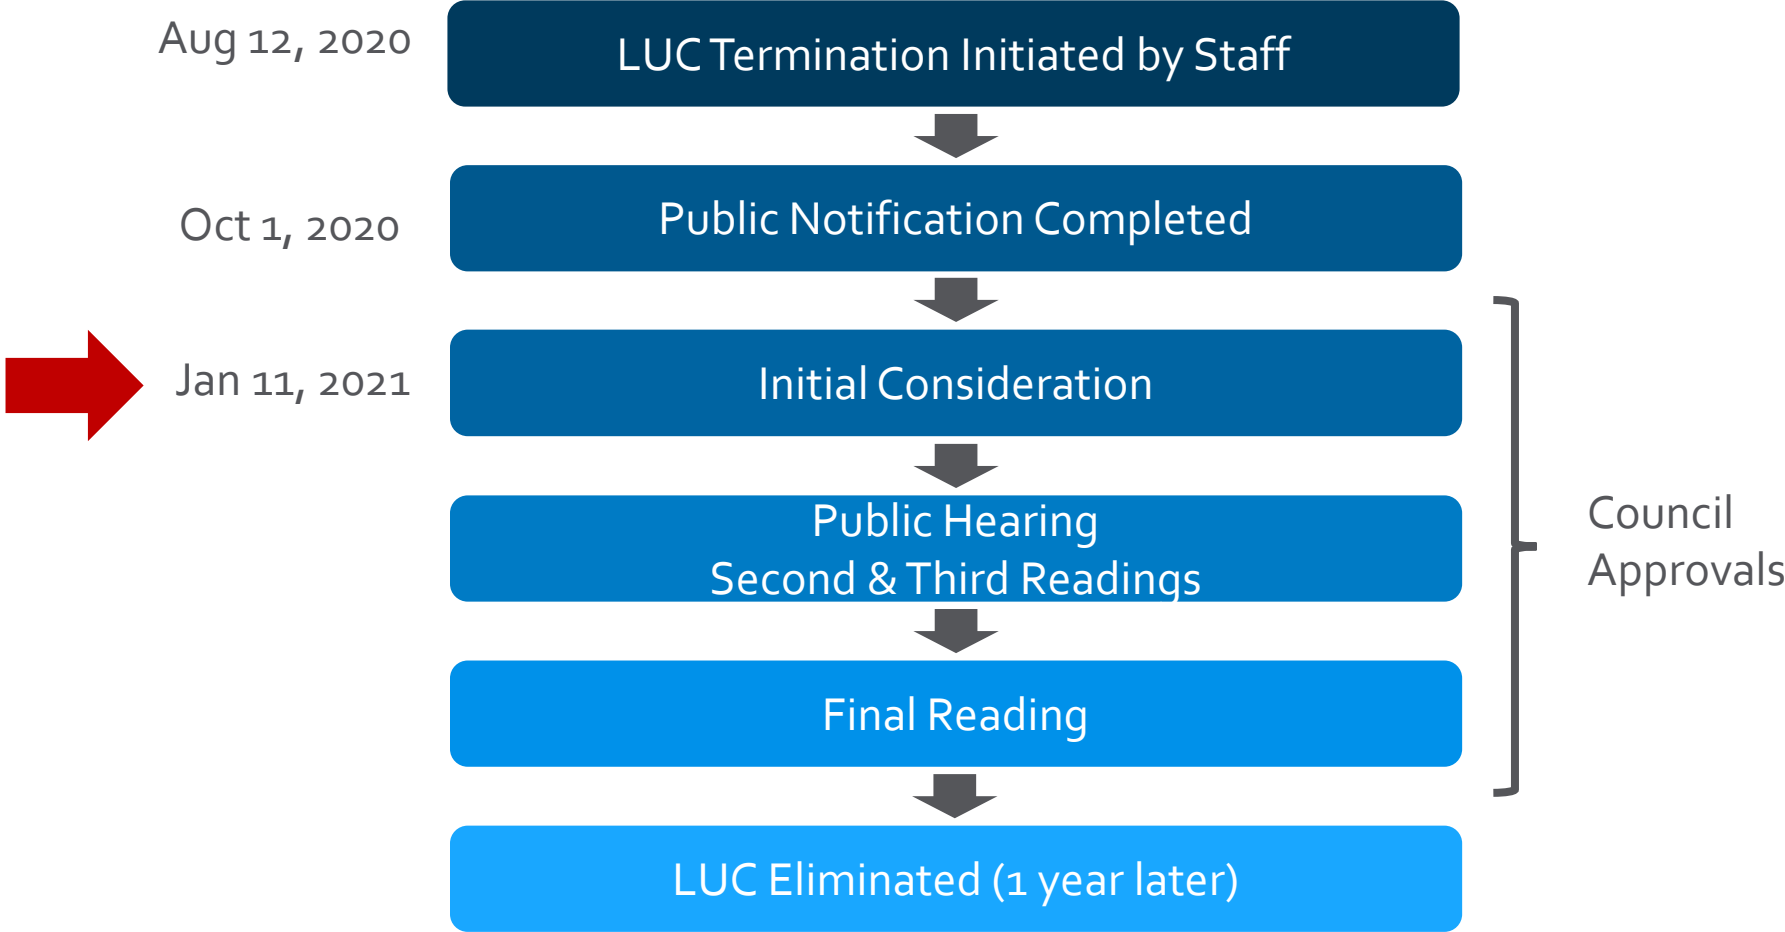 Aug 12, 2020
LUC Termination Initiated by Staff
Oct 1, 2020
Public Notification Completed
Jan 11, 2021
Initial Consideration
Public Hearing
Second & Third Readings
Council
Approvals
Final Reading
LUC Eliminated (1 year later)